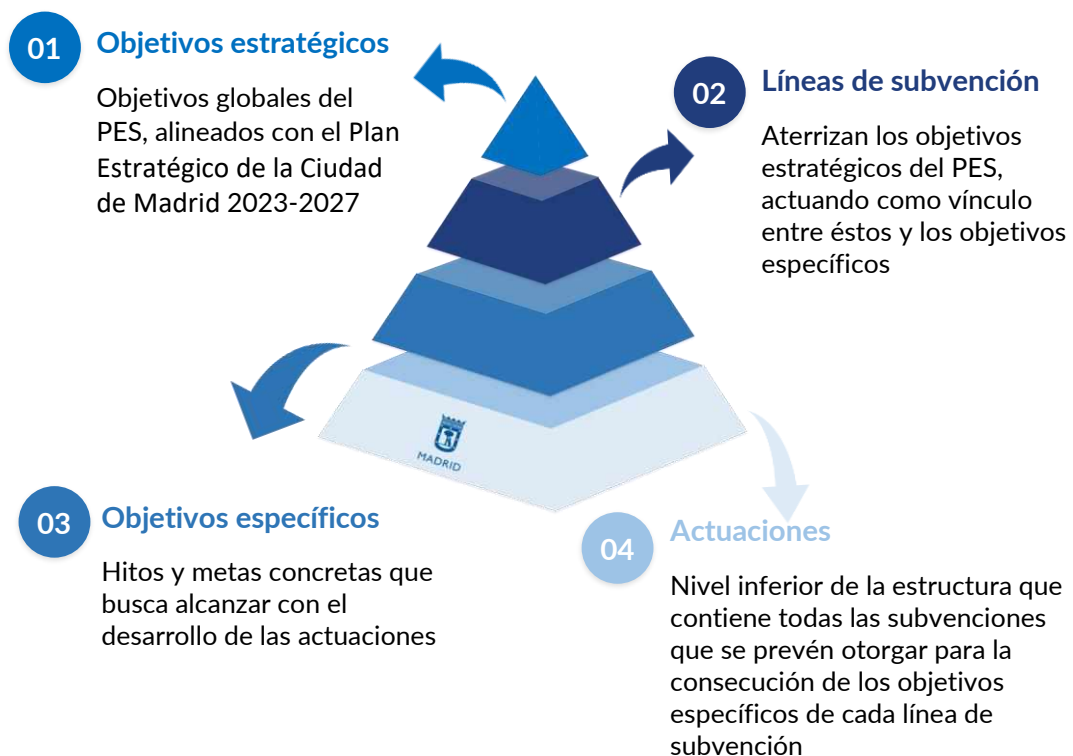 01
Objetivos estratégicos
Objetivos globales del
PES, alineados con el Plan
Estratégico de la Ciudad
de Madrid 2023-2027
02
Líneas de subvención
Aterrizan los objetivos
estratégicos del PES,
actuando como vínculo
entre éstos y los objetivos
específicos
MADRID
03
Objetivos específicos
Hitos y metas concretas que
busca alcanzar con el
desarrollo de las actuaciones
04
Actuaciones
Nivel inferior de la estructura que
contiene todas las subvenciones
que se prevén otorgar para la
consecución de los objetivos
específicos de cada línea de
subvención